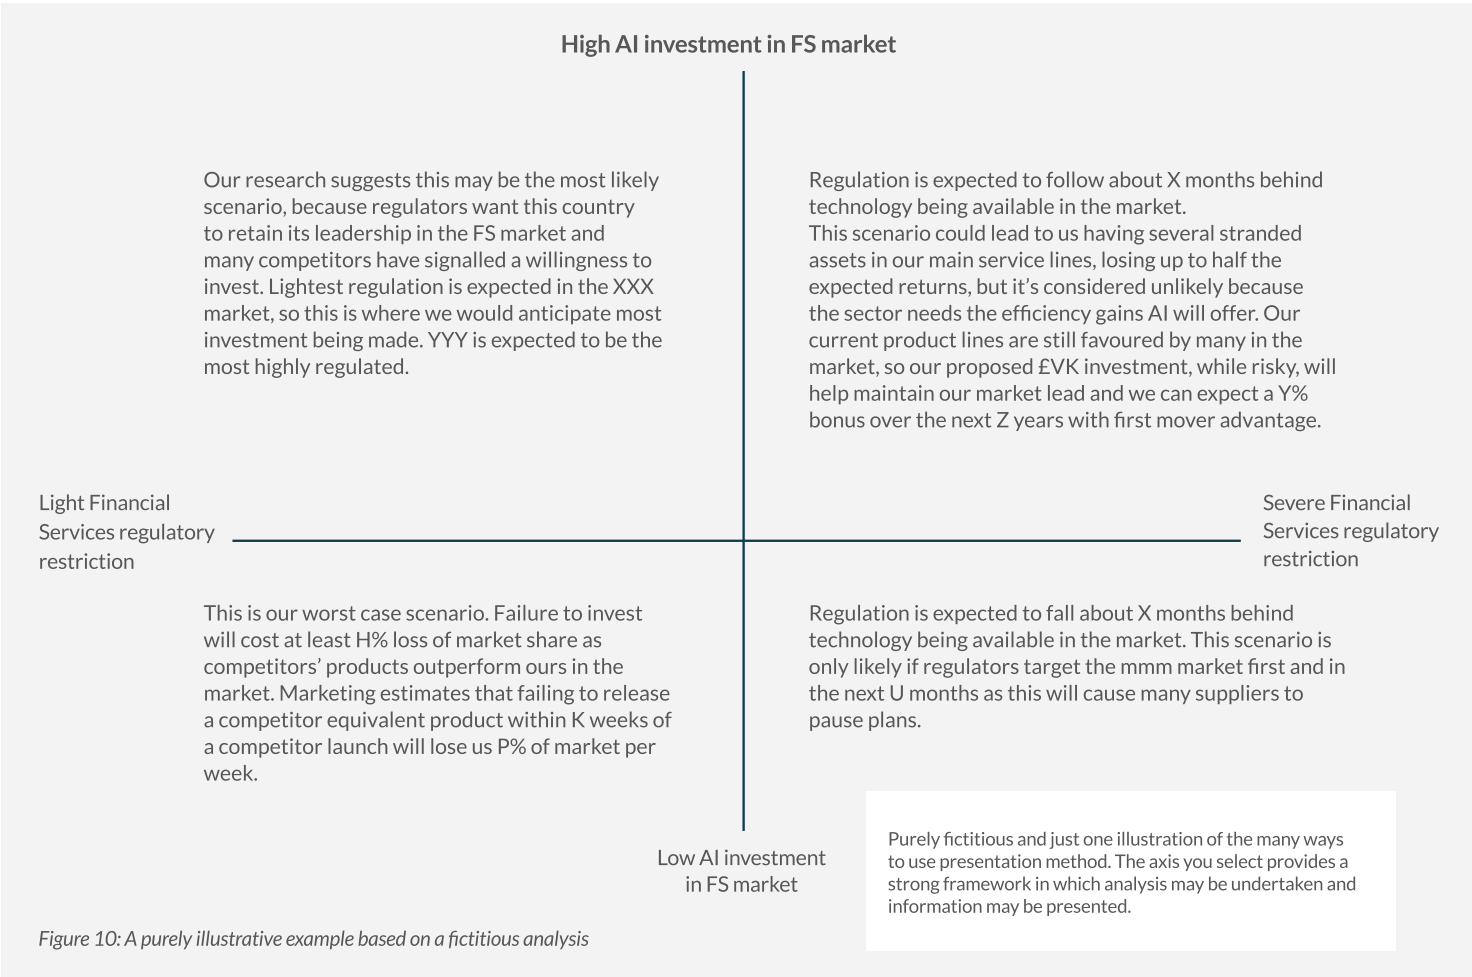 High AI investment in FS market
Our research suggests this may be the most likely
scenario, because regulators want this country
to retain its leadership in the FS market and
many competitors have signalled a willingness to
invest. Lightest regulation is expected in the XXX
market, so this is where we would anticipate most
investment being made. YYY is expected to be the
most highly regulated.
Regulation is expected to follow about X months behind
technology being available in the market.
This scenario could lead to us having several stranded
assets in our main service lines, losing up to half the
expected returns, but it’s considered unlikely because
the sector needs the efficiency gains AI will offer. Our
current product lines are still favoured by many in the
market, so our proposed £VK investment, while risky, will
help maintain our market lead and we can expect a Y%
bonus over the next Z years with first mover advantage.
Light Financial
Services regulatory
restriction
Severe Financial
Services regulatory
restriction
This is our worst case scenario. Failure to invest
will cost at least H% loss of market share as
competitors’ products outperform ours in the
market. Marketing estimates that failing to release
a competitor equivalent product within K weeks of
a competitor launch will lose us P% of market per
week.
Regulation is expected to fall about X months behind
technology being available in the market. This scenario is
only likely if regulators target the mmm market first and in
the next U months as this will cause many suppliers to
pause plans.
Low AI investment
in FS market
Purely fictitious and just one illustration of the many ways
to use presentation method. The axis you select provides a
strong framework in which analysis may be undertaken and
information may be presented.
Figure 10: A purely illustrative example based on a fictitious analysis